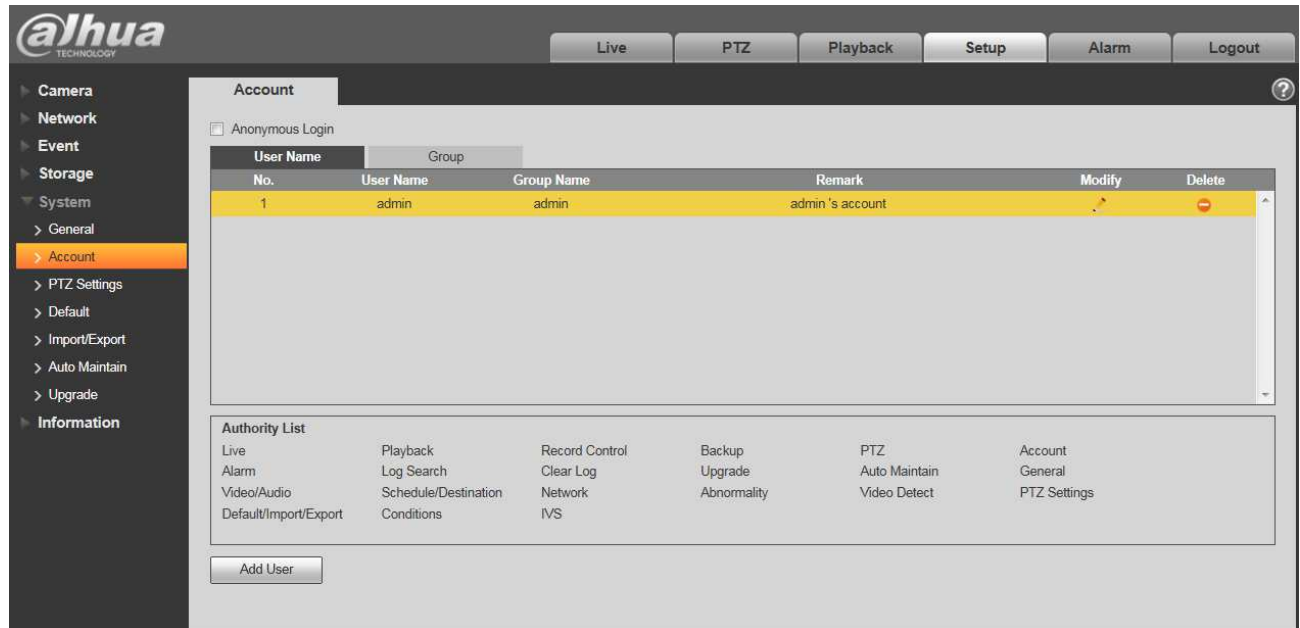 alhua
TECHNOLOGY
Live PTZ Playback Setup Alarm Logout
Camera
Network
Event
Storage
System
> General
> Account
> PTZ Settings
> Default
> Import/Export
> Auto Maintain
> Upgrade
Information
Account
?
Anonymous Login
User Name Group
No. User Name Group Name Remark Modify Delete
1 admin admin admin 's account
Authority List
Live Playback Record Control Backup PTZ Account
Alarm Log Search Clear Log Upgrade Auto Maintain General
Video/Audio Schedule/Destination Network Abnormality Video Detect PTZ Settings
Default/Import/Export Conditions IVS
Add User